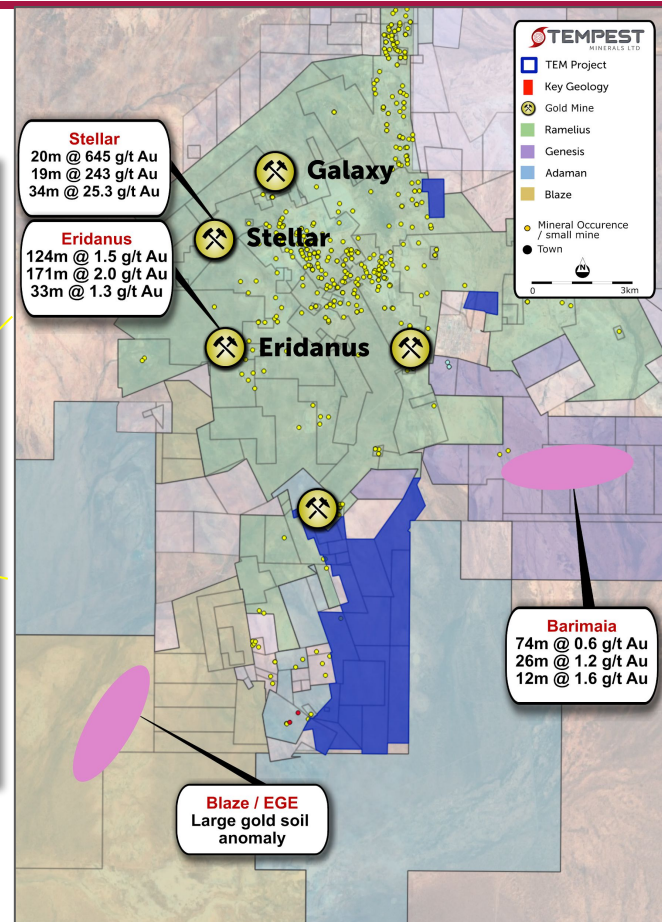 TEMPEST
MINERALS LTD
TEM Project
Key Geology
Gold Mine
Ramelius
Genesis
Adaman
Blaze
Mineral Occurence
/ small mine
Town
N
0 3km
Stellar
20m @ 645 g/t Au
19m @ 243 g/t Au
34m @ 25.3 g/t Au
Eridanus
124m @ 1.5 g/t Au
171m @ 2.0 g/t Au
33m @ 1.3 g/t Au
Galaxy
Stellar
Eridanus
Barimaia
74m @ 0.6 g/t Au
26m @ 1.2 g/t Au
12m @ 1.6 g/t Au
Blaze / EGE
Large gold soil
anomaly